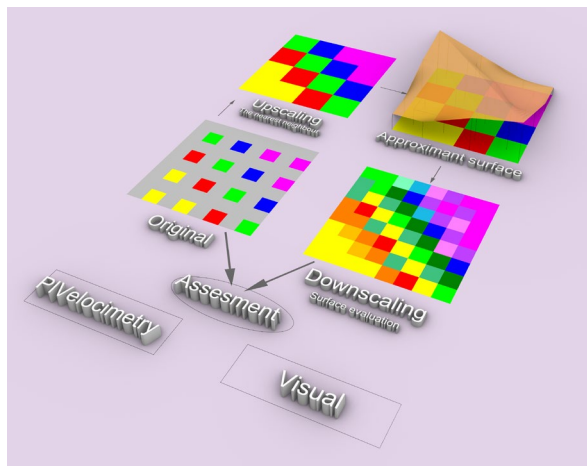 Upscaling
'The nearest neighbour'
Approximant surface
Original
Downscaling
Surface evaluation
Assesment
PIVelocimetry
Visual